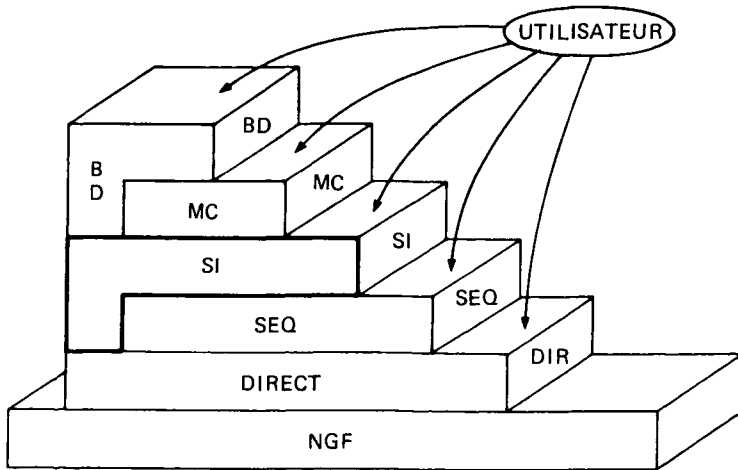 UTILISATEUR
BD
B
D
MC
MC
SI
SI
SEQ
SEQ
DIR
DIRECT
NGF